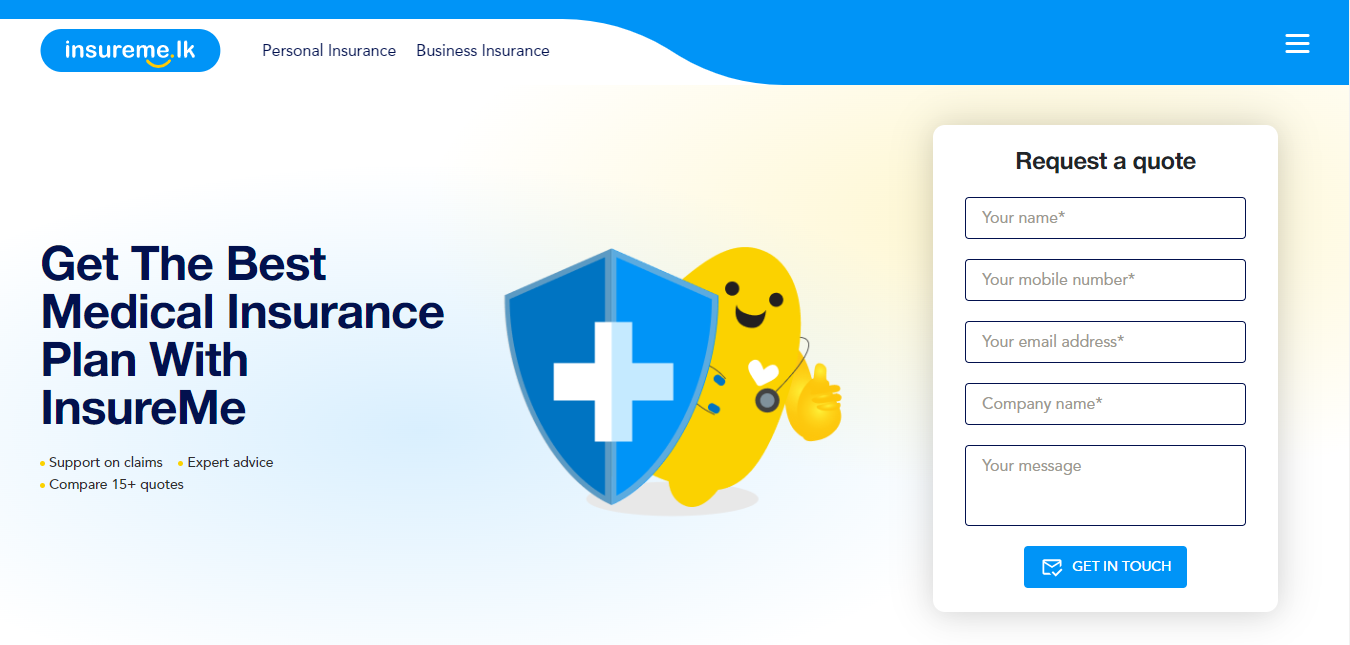 insureme.lk
Personal Insurance
Business Insurance
Get The Best
Medical Insurance
Plan With
InsureMe
Support on claims
Expert advice
Compare 15+ quotes
Request a quote
Your name*
Your mobile number*
Your email address*
Company name*
Your message
GET IN TOUCH